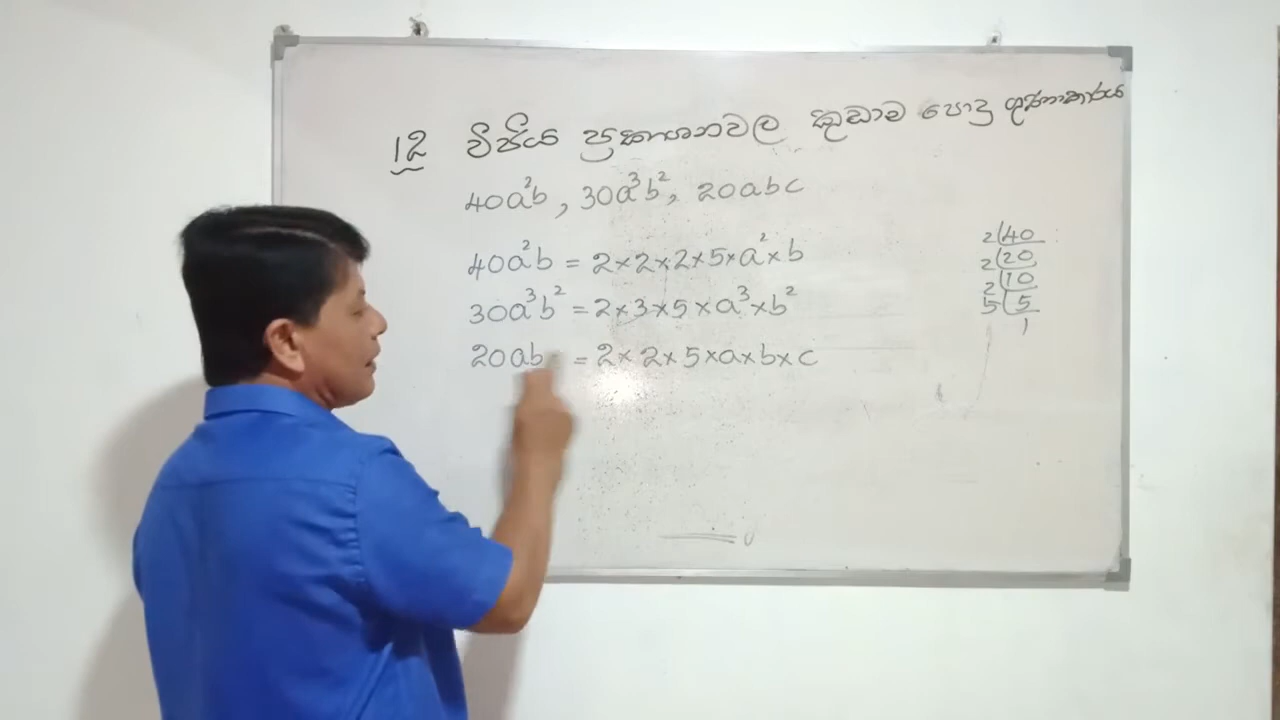 12 වීජීය ප්‍රකාශනවල කුඩාම පොදු ගුණාකාරය
40a²b, 30a³b², 20abc
40a²b = 2×2×2×5×a²×b
30a³b² = 2×3×5×a³×b²
20ab = 2×2×5×a×b×c
2 40
2 20
2 10
5 5
1